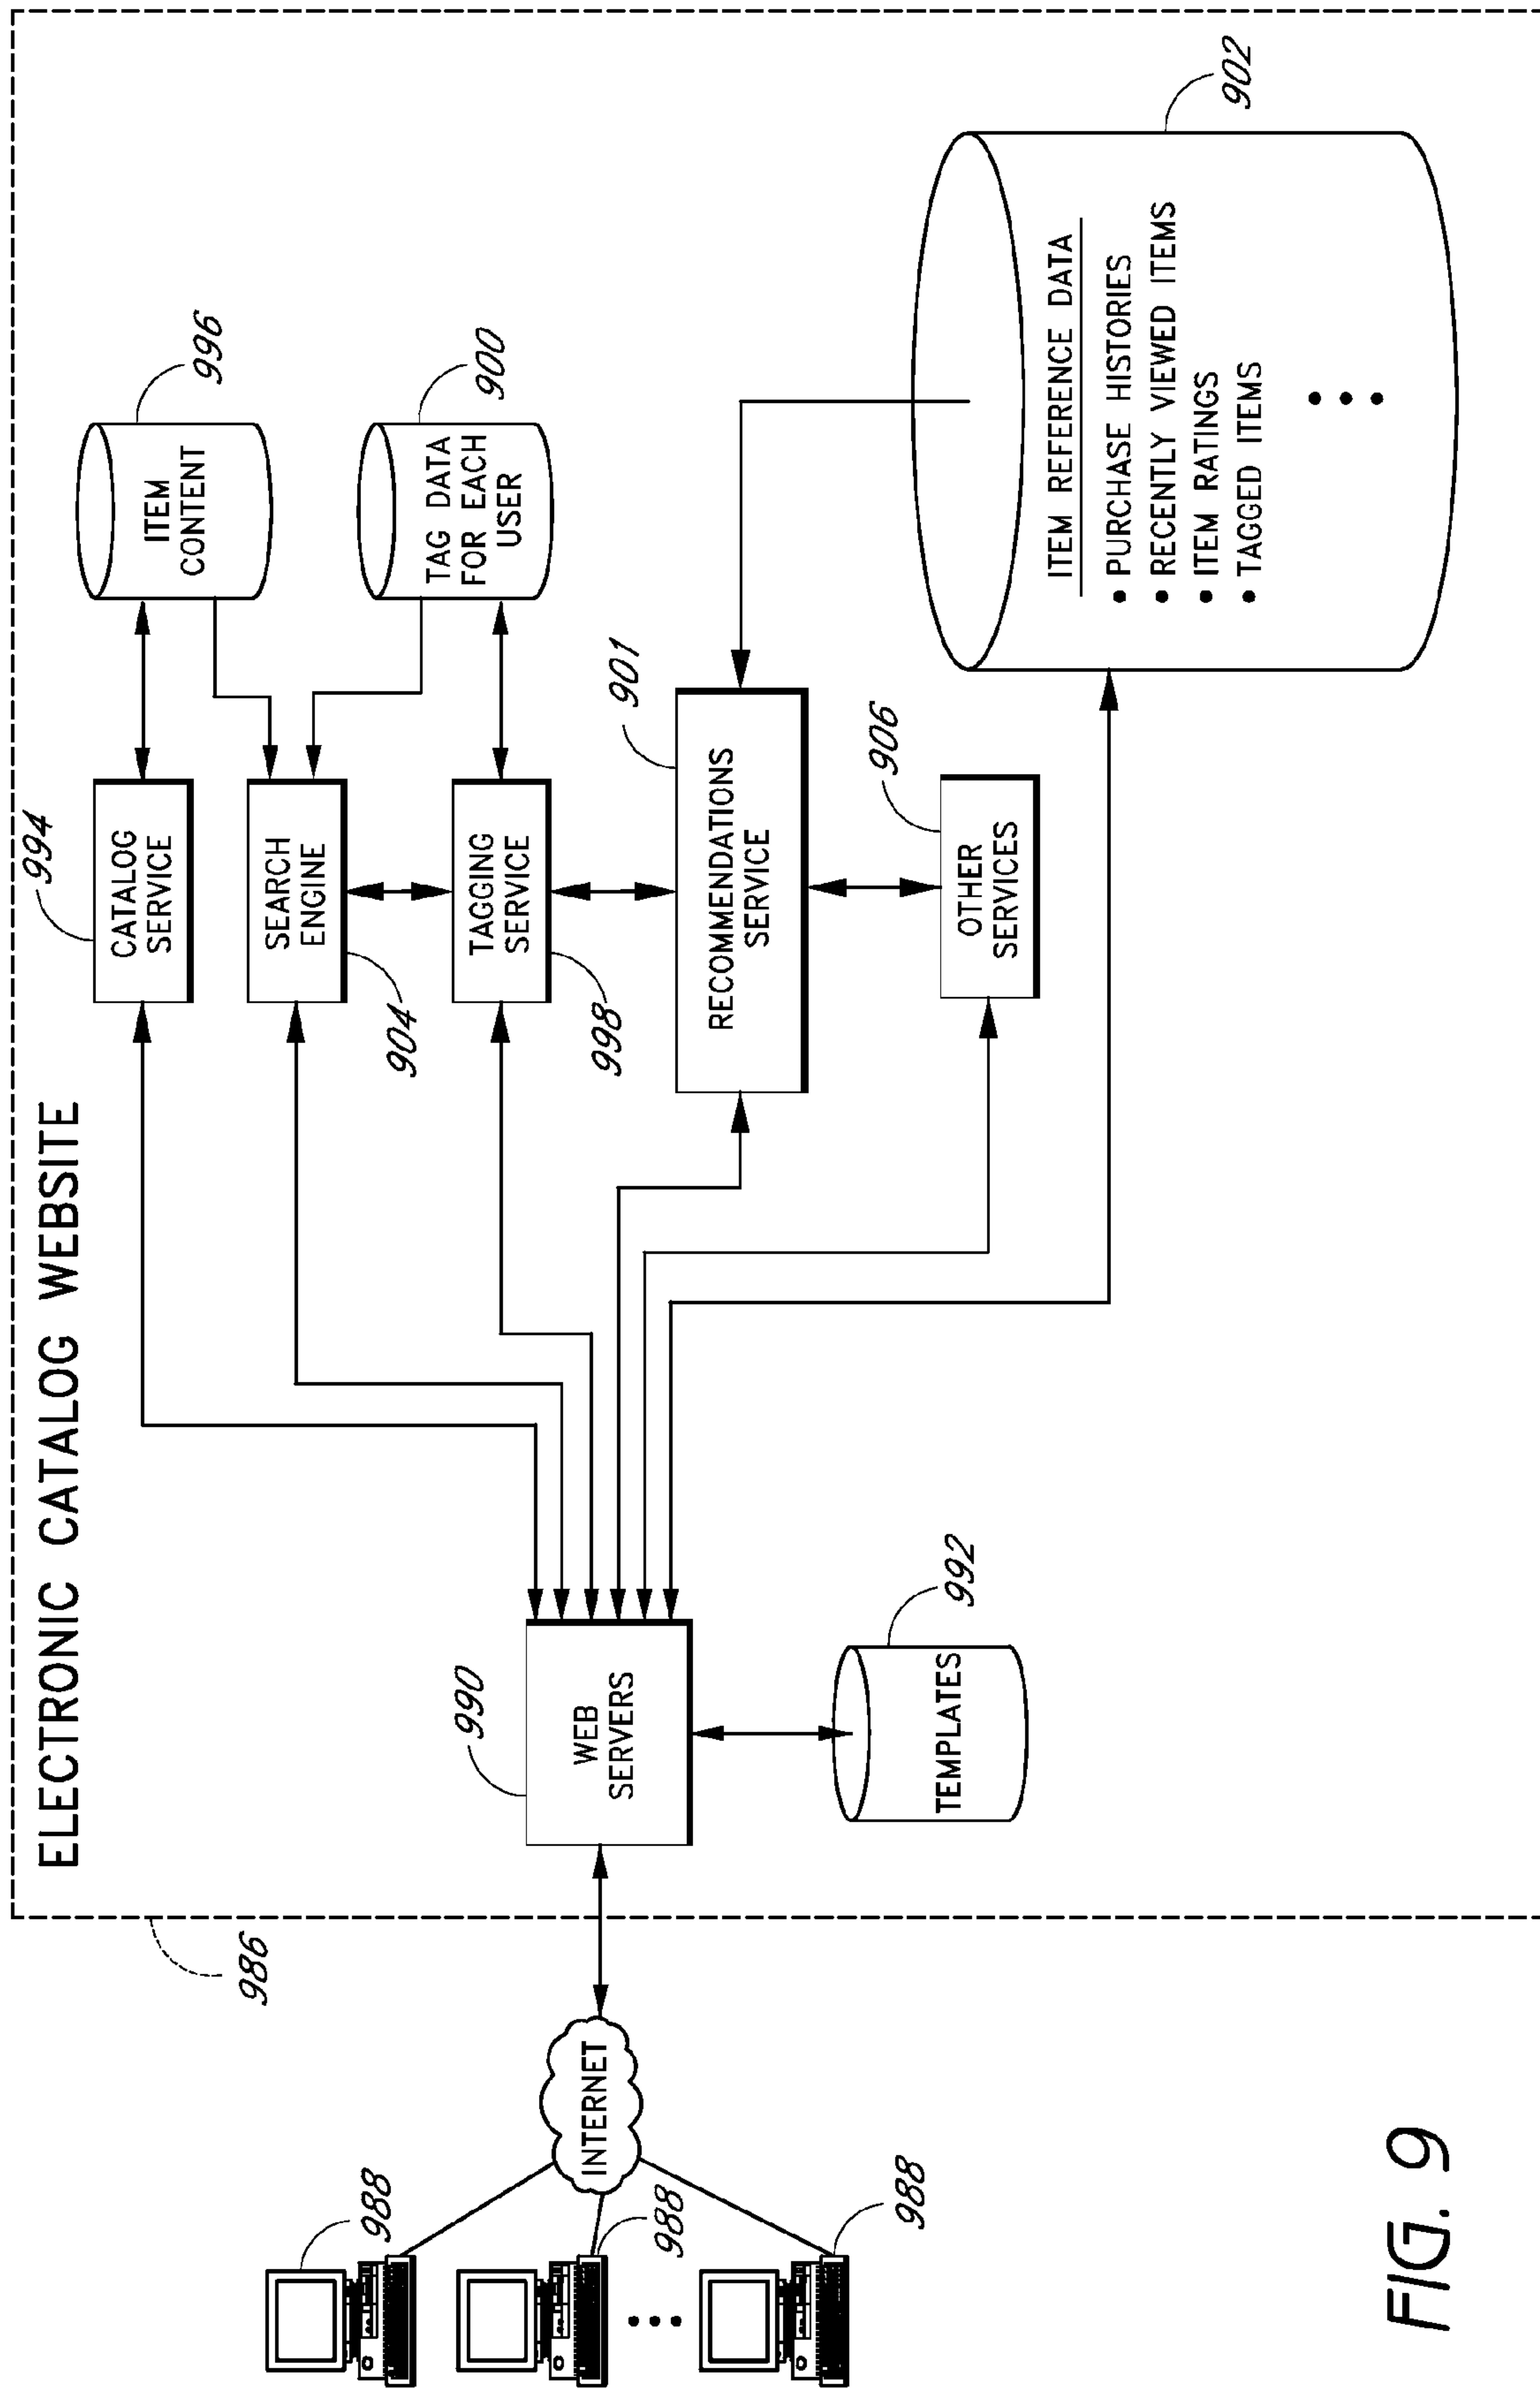 ELECTRONIC CATALOG WEBSITE
986
988
988
988
INTERNET
990
WEB
SERVERS
992
TEMPLATES
994
CATALOG
SERVICE
996
ITEM
CONTENT
SEARCH
ENGINE
904
900
TAG DATA
FOR EACH
USER
TAGGING
SERVICE
998
901
RECOMMENDATIONS
SERVICE
906
OTHER
SERVICES
902
ITEM REFERENCE DATA
• PURCHASE HISTORIES
• RECENTLY VIEWED ITEMS
• ITEM RATINGS
• TAGGED ITEMS
FIG. 9